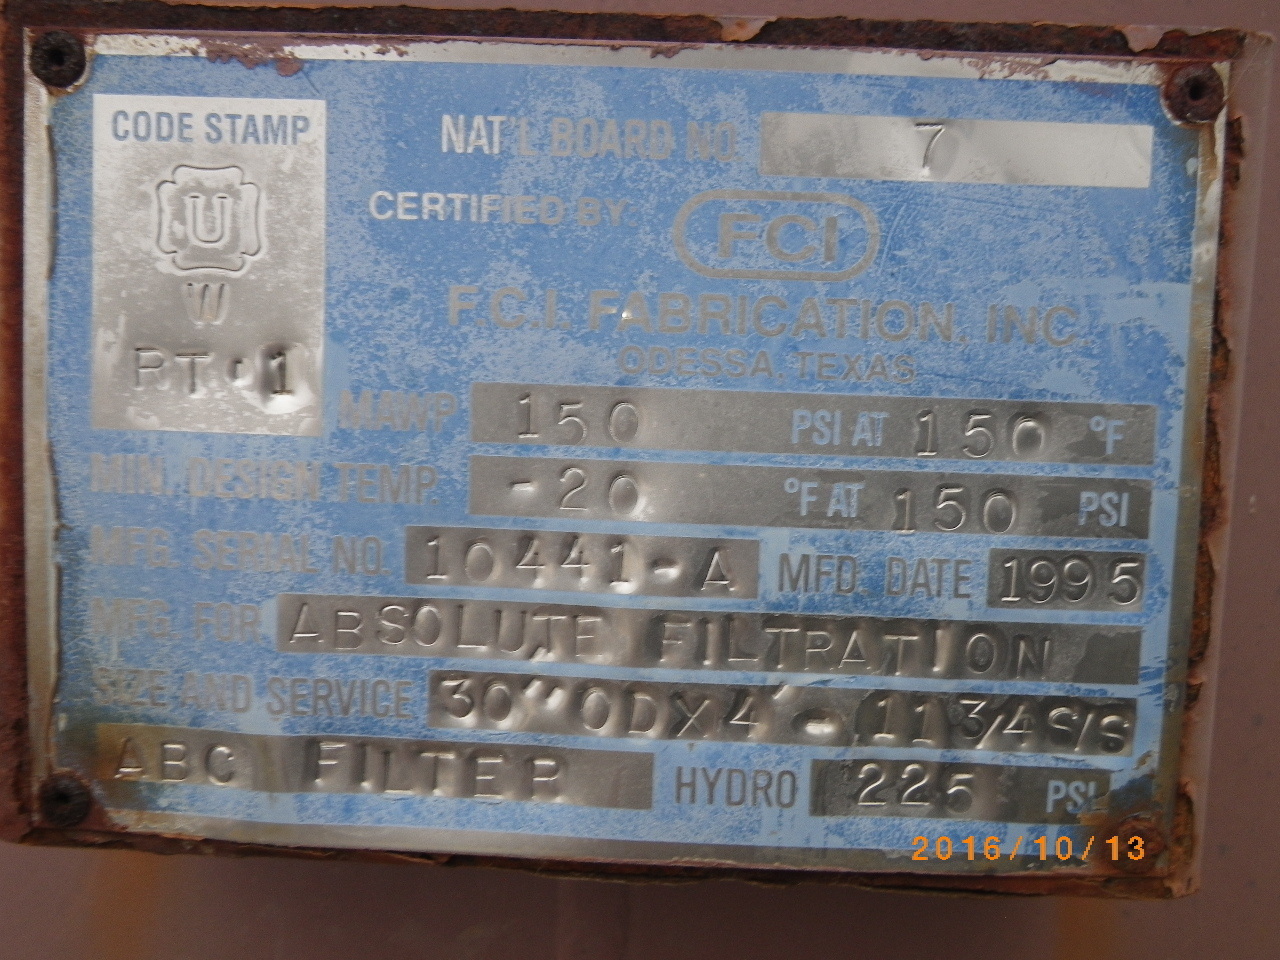 CODE STAMP
U
W
RT·1
NAT'L BOARD NO. 7
CERTIFIED BY: FCI
F.C.I. FABRICATION, INC.
ODESSA, TEXAS
MAWP 150 PSI AT 150 °F
MIN. DESIGN TEMP. -20 °F AT 150 PSI
MFG. SERIAL NO. 10441-A MFD. DATE 1995
MFG. FOR ABSOLUTE FILTRATION
SIZE AND SERVICE 30" OD X 4' - 11 3/4 S/S
ABC FILTER HYDRO 225 PSI
2016/10/13